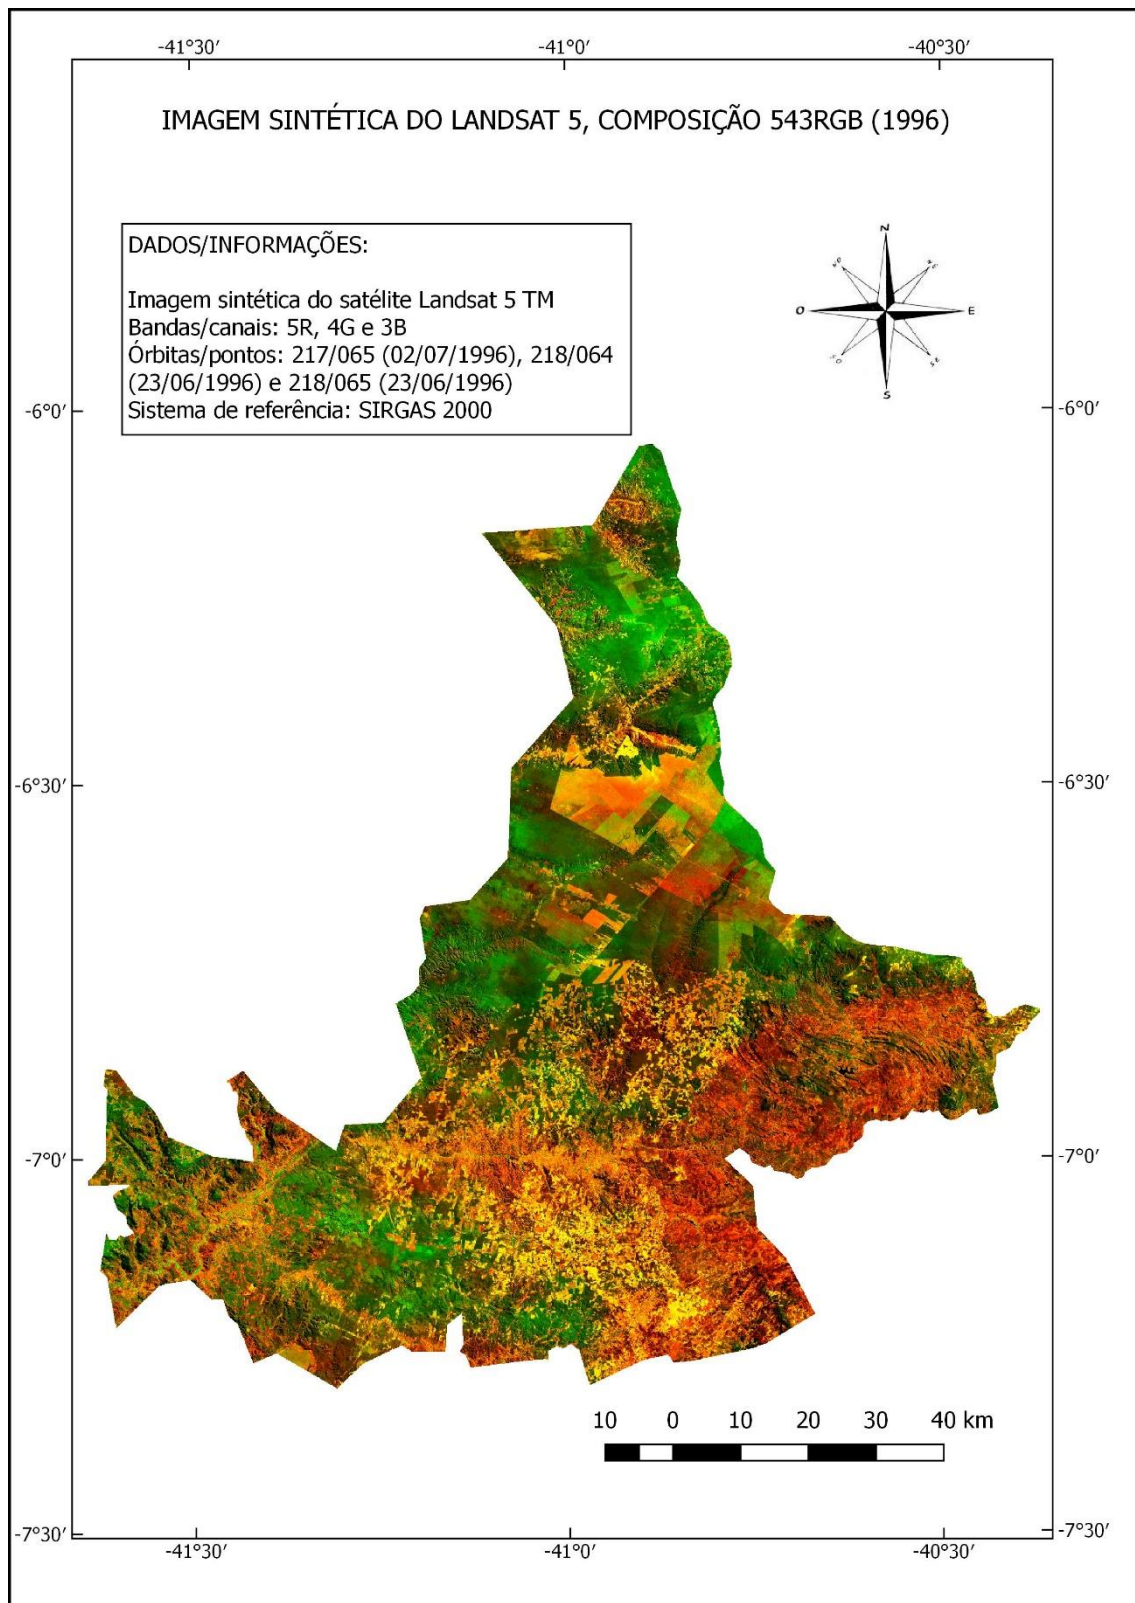 -41°30′ -41°0′ -40°30′
IMAGEM SINTÉTICA DO LANDSAT 5, COMPOSIÇÃO 543RGB (1996)
DADOS/INFORMAÇÕES:
Imagem sintética do satélite Landsat 5 TM
Bandas/canais: 5R, 4G e 3B
Órbitas/pontos: 217/065 (02/07/1996), 218/064
(23/06/1996) e 218/065 (23/06/1996)
Sistema de referência: SIRGAS 2000
N
O E
S
-6°0′ -6°0′
-6°30′ -6°30′
-7°0′ -7°0′
10 0 10 20 30 40 km
-7°30′ -7°30′
-41°30′ -41°0′ -40°30′